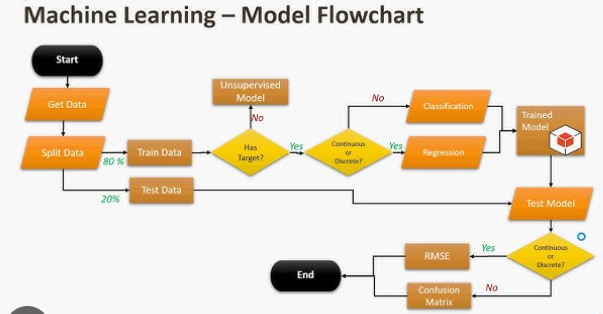 Machine Learning – Model Flowchart
Start
Get Data
Split Data
80 %
Train Data
20%
Test Data
Unsupervised
Model
No
Has
Target?
Yes
Continuous
or
Discrete?
No
Classification
Yes
Regression
Trained
Model
Test Model
Continuous
or
Discrete?
Yes
RMSE
No
Confusion
Matrix
End